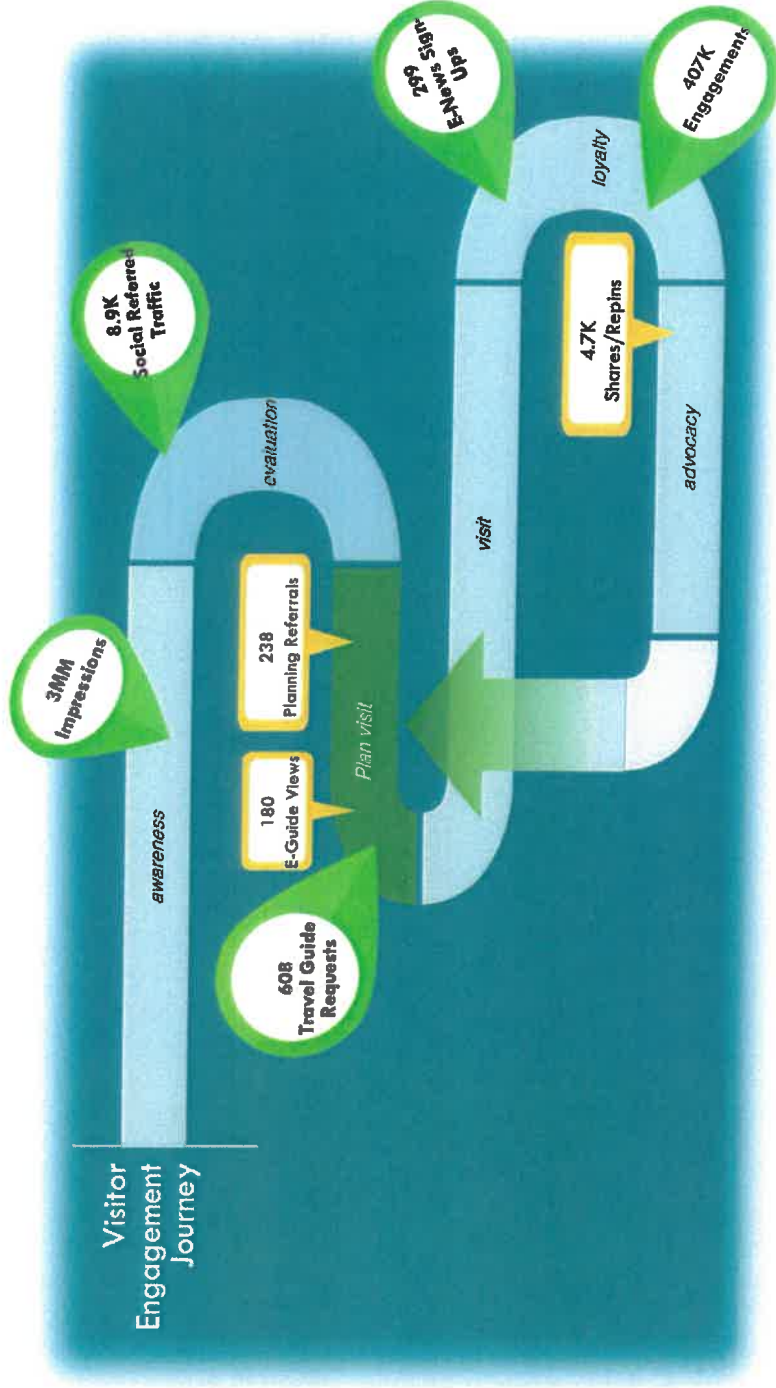 Visitor
Engagement
Journey
awareness
3MM
Impressions
8.9K
Social Referred
Traffic
evaluation
238
Planning Referrals
180
E-Guide Views
Plan visit
608
Travel Guide
Requests
visit
299
E-News Sign-
Ups
loyalty
407K
Engagements
4.7K
Shares/Repins
advocacy